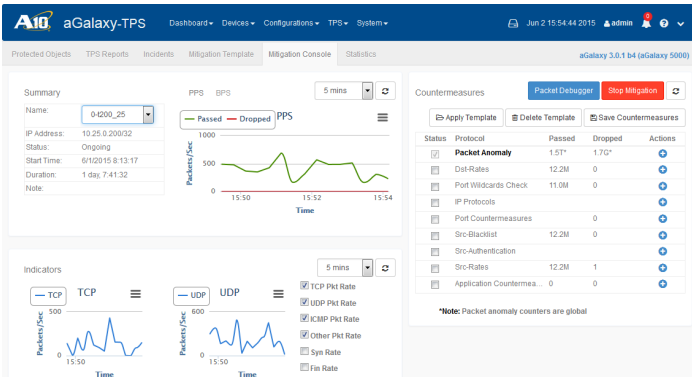 A10 aGalaxy-TPS Dashboard Devices Configurations TPS System Jun 2 15:54:44 2015 admin 0
Protected Objects TPS Reports Incidents Mitigation Template Mitigation Console Statistics aGalaxy 3.0.1 b4 (aGalaxy 5000)
Summary
Name: 0-t200_25
IP Address: 10.25.0.200/32
Status: Ongoing
Start Time: 6/1/2015 8:13:17
Duration: 1 day, 7:41:32
Note:
PPS BPS 5 mins
Passed Dropped PPS
Packets/Sec
1000
500
0
15:50 15:52 15:54
Time
Countermeasures Packet Debugger Stop Mitigation
Apply Template Delete Template Save Countermeasures
Status Protocol Passed Dropped Actions
Packet Anomaly 1.5T* 1.7G*
Dst-Rates 12.2M 0
Port Wildcards Check 11.0M 0
IP Protocols
Port Countermeasures 0
Src-Blacklist 12.2M 0
Src-Authentication
Src-Rates 12.2M 1
Application Countermea... 0 0
*Note: Packet anomaly counters are global
Indicators 5 mins
TCP TCP
Packets/Sec
500
0
15:50
Time
UDP UDP
Packets/Sec
600
0
15:50
Time
TCP Pkt Rate
UDP Pkt Rate
ICMP Pkt Rate
Other Pkt Rate
Syn Rate
Fin Rate